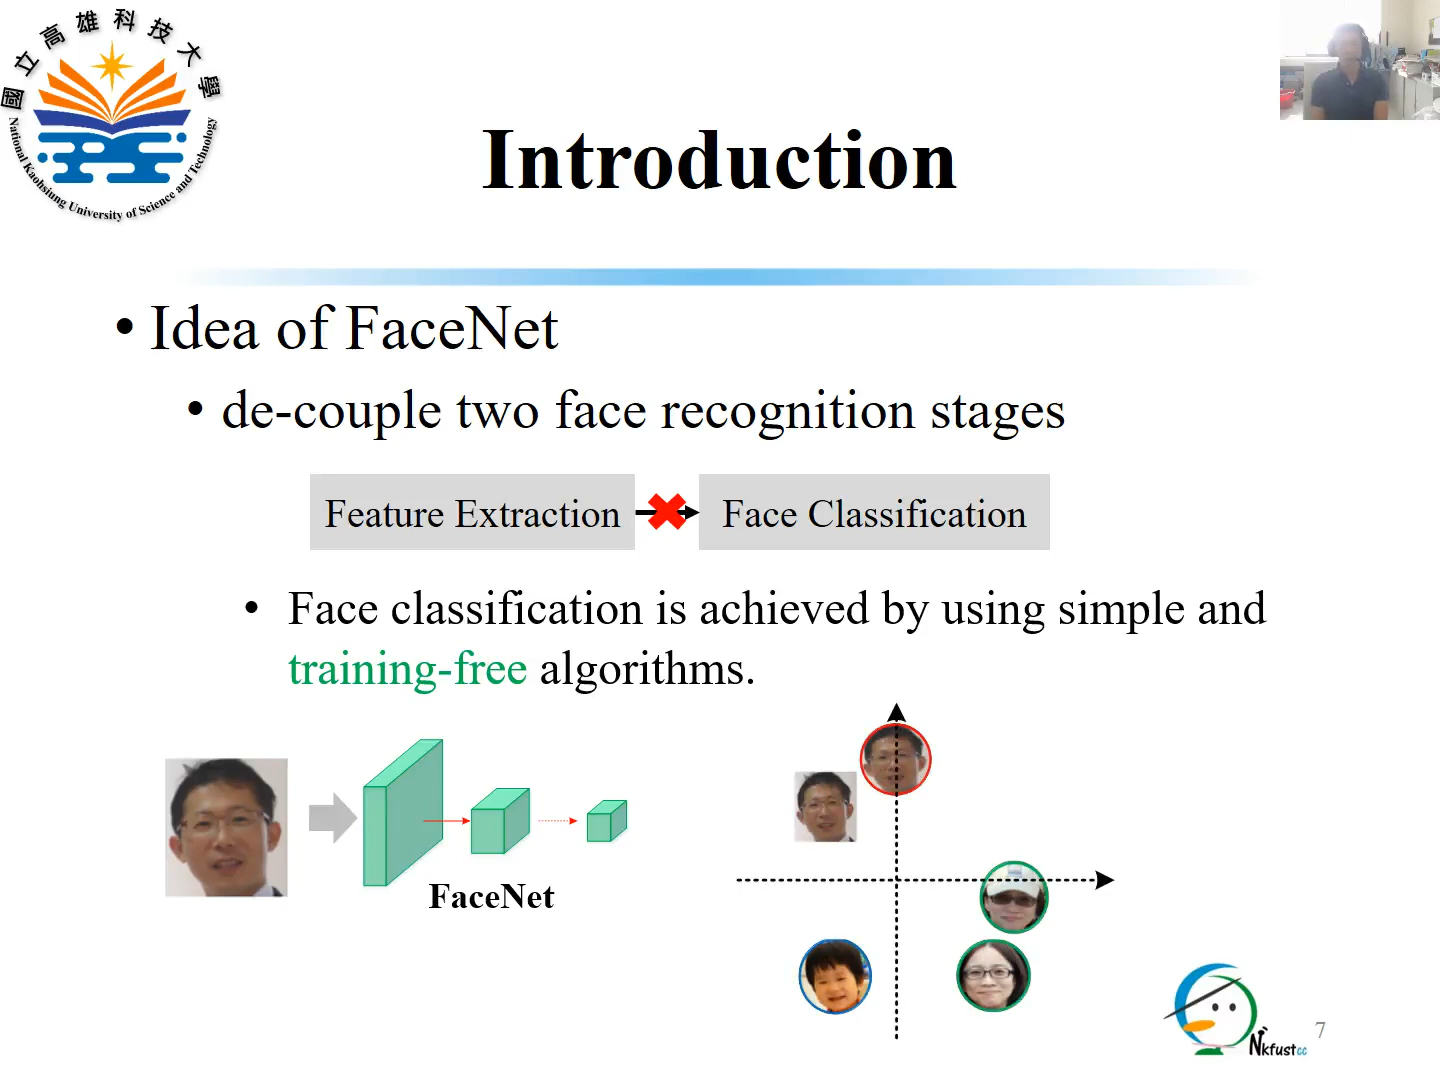 國立高雄科技大學
National Kaohsiung University of Science and Technology
Introduction
• Idea of FaceNet
• de-couple two face recognition stages
Feature Extraction
Face Classification
• Face classification is achieved by using simple and
training-free algorithms.
FaceNet
Nkfust cc
7